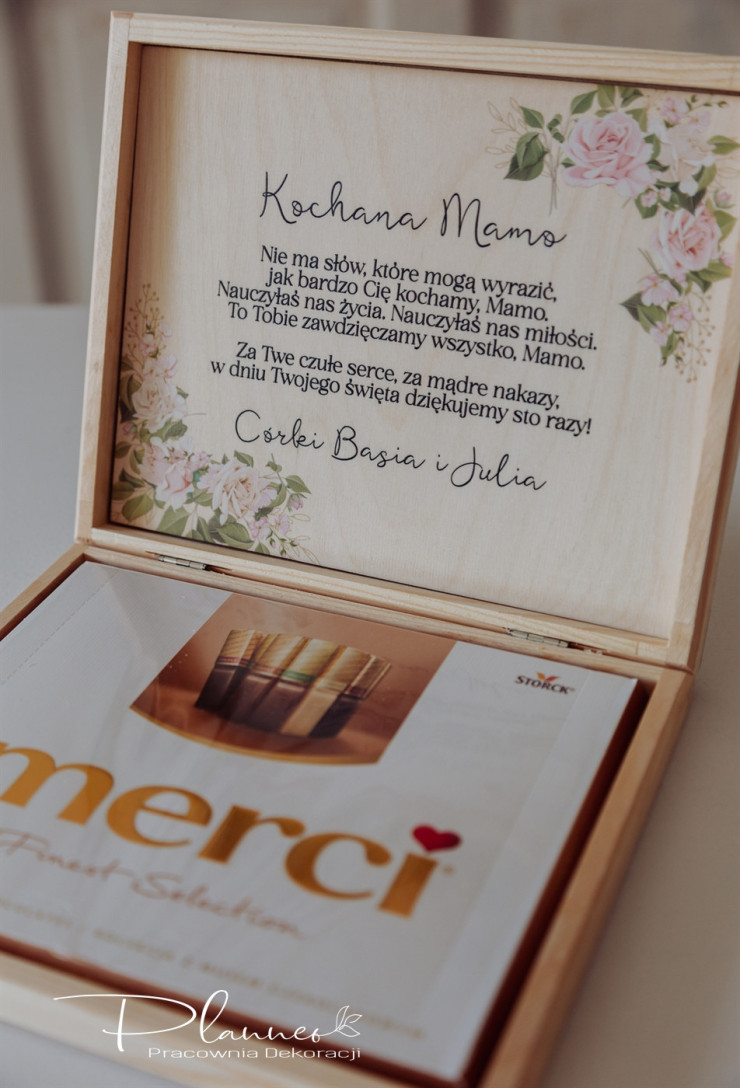 Kochana Mamo
Nie ma słów, które mogą wyrazić,
jak bardzo Cię kochamy, Mamo.
Nauczyłaś nas życia. Nauczyłaś nas miłości.
To Tobie zawdzięczamy wszystko, Mamo.
Za Twe czułe serce, za mądre nakazy,
w dniu Twojego święta dziękujemy sto razy!
Córki Basia i Julia
STORCK
merci
Finest Selection
Planneo
Pracownia Dekoracji